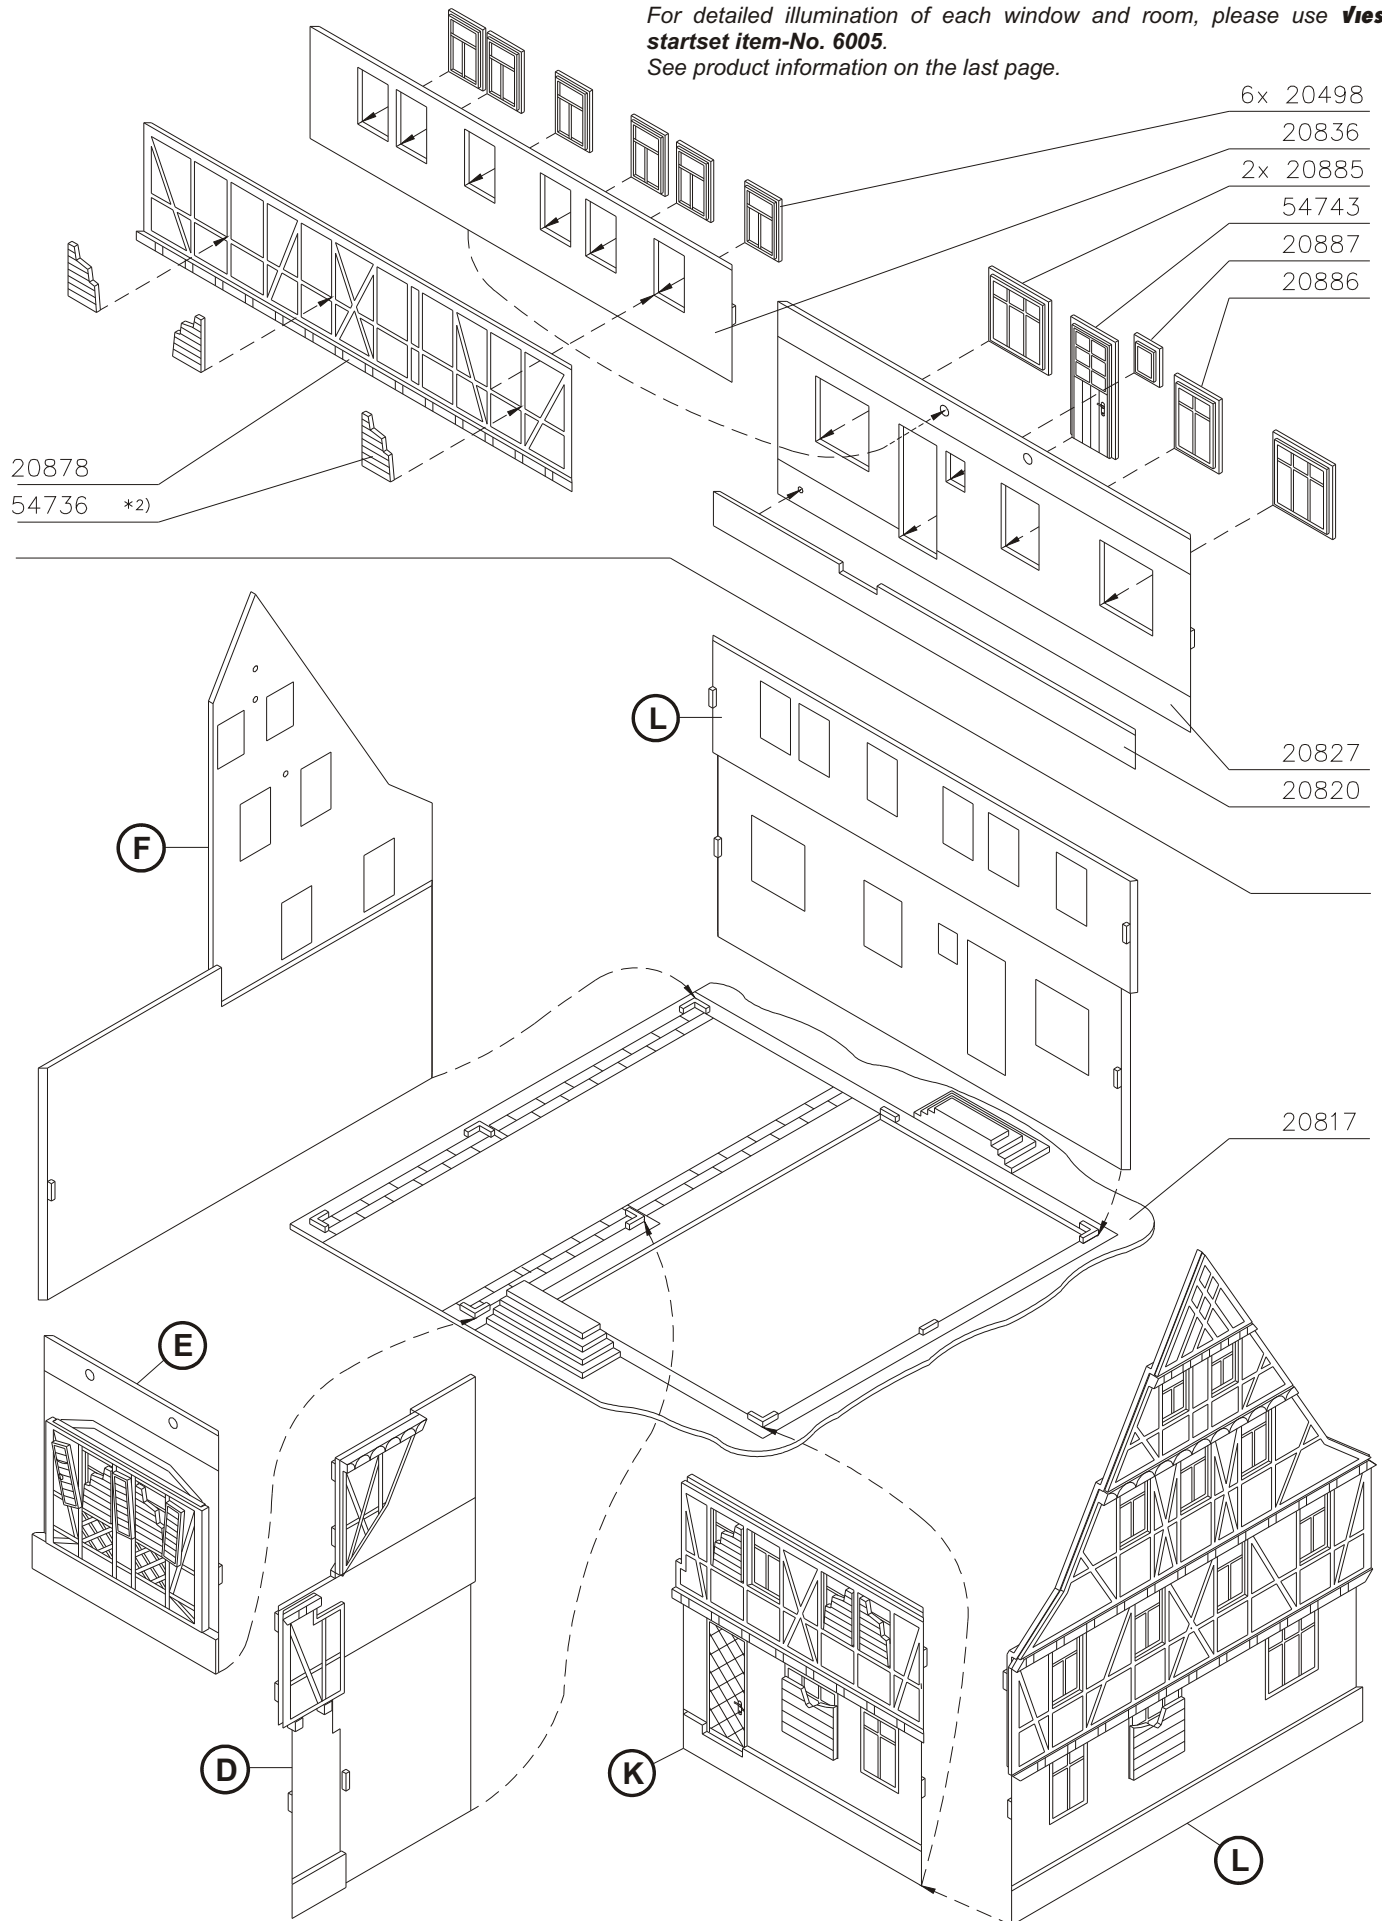 For detailed illumination of each window and room, please use
startset item-No. 6005.
See product information on the last page.
6x 20498
20836
2x 20885
54743
20887
20886
20878
54736 *2)
20827
20820
L
F
20817
E
D
K
L